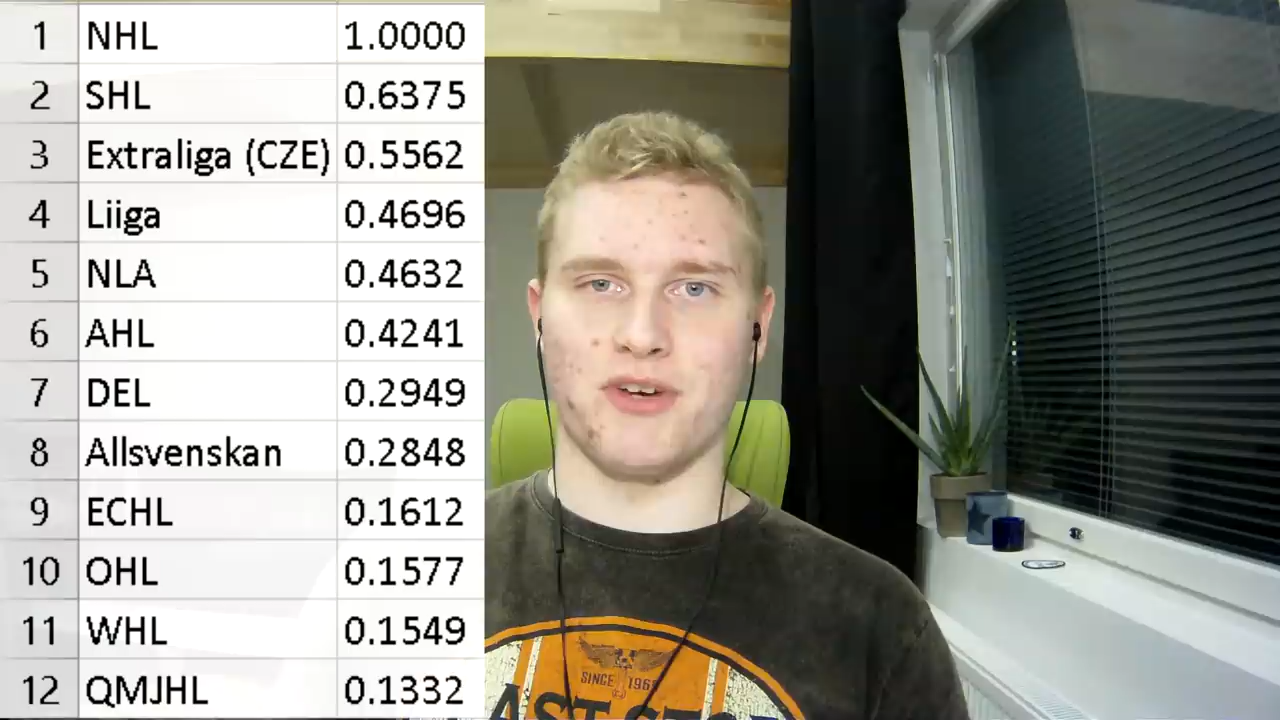 1 NHL 1.0000
2 SHL 0.6375
3 Extraliga (CZE) 0.5562
4 Liiga 0.4696
5 NLA 0.4632
6 AHL 0.4241
7 DEL 0.2949
8 Allsvenskan 0.2848
9 ECHL 0.1612
10 OHL 0.1577
11 WHL 0.1549
12 QMJHL 0.1332
SINCE 196